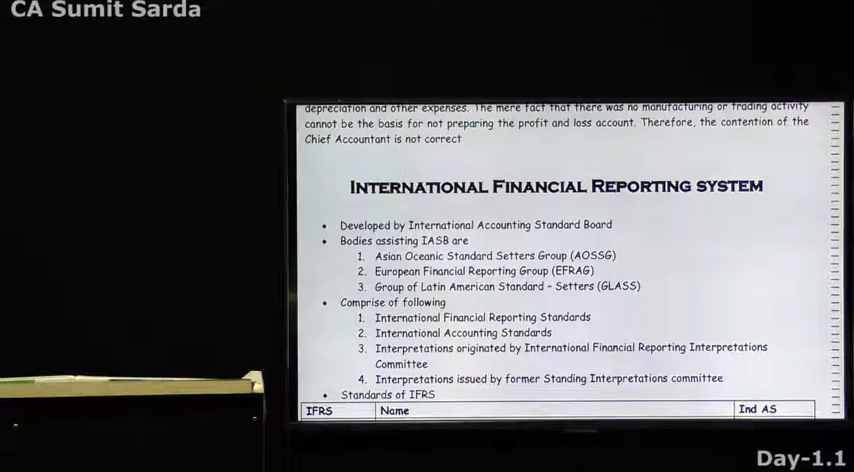 CA Sumit Sarda
depreciation and other expenses. The mere fact that there was no manufacturing or trading activity
cannot be the basis for not preparing the profit and loss account. Therefore, the contention of the
Chief Accountant is not correct
INTERNATIONAL FINANCIAL REPORTING SYSTEM
• Developed by International Accounting Standard Board
• Bodies assisting IASB are
1. Asian Oceanic Standard Setters Group (AOSSG)
2. European Financial Reporting Group (EFRAG)
3. Group of Latin American Standard - Setters (GLASS)
• Comprise of following
1. International Financial Reporting Standards
2. International Accounting Standards
3. Interpretations originated by International Financial Reporting Interpretations
Committee
4. Interpretations issued by former Standing Interpretations committee
• Standards of IFRS
IFRS Name Ind AS
Day-1.1